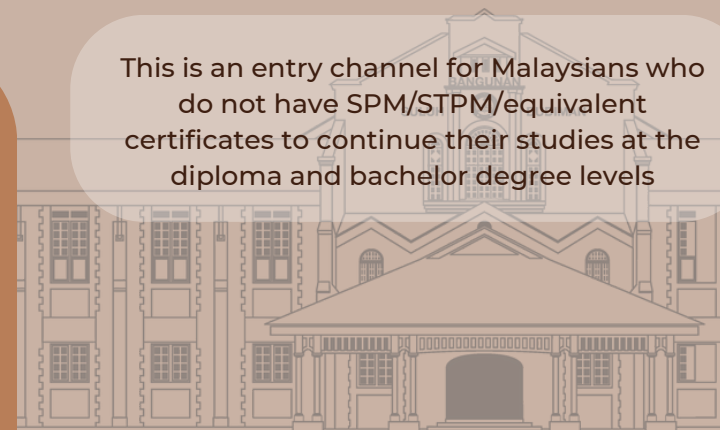 This is an entry channel for Malaysians who
BANGUNAN
do not have SPM/STPM/equivalent
certificates to continue their studies at the
diploma and bachelor degree levels